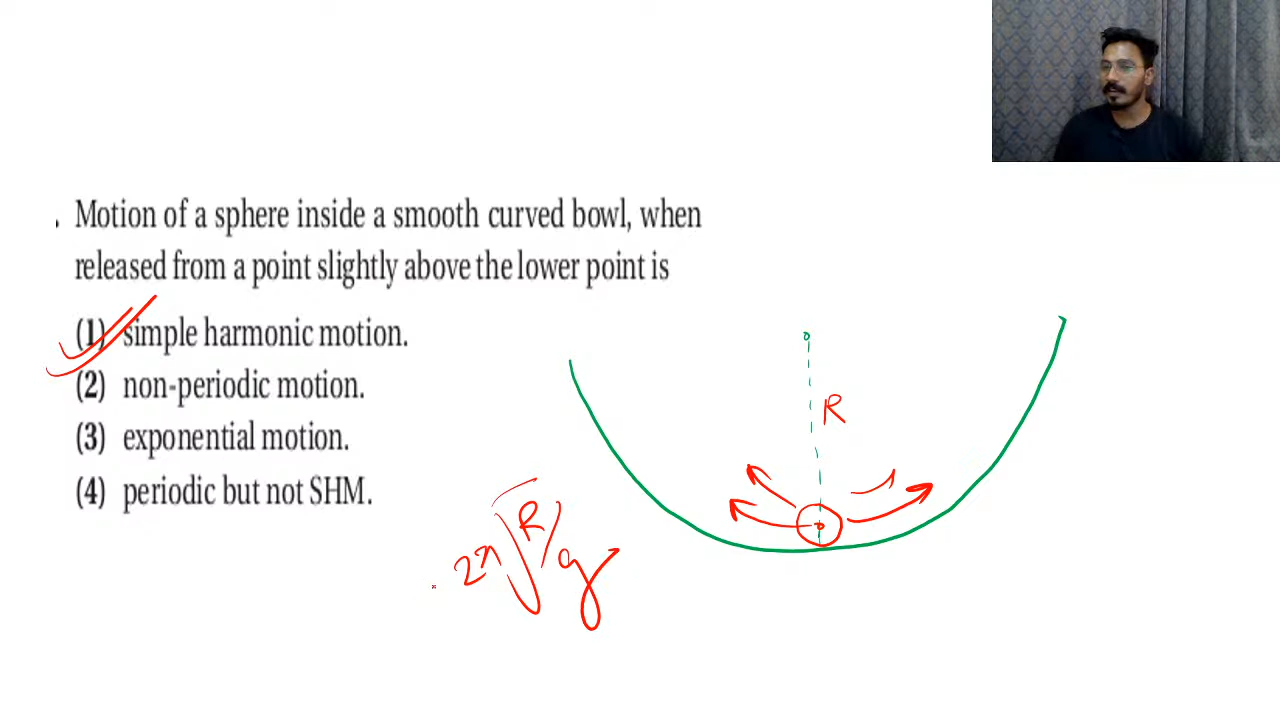 . Motion of a sphere inside a smooth curved bowl, when
released from a point slightly above the lower point is
(1) simple harmonic motion.
(2) non-periodic motion.
(3) exponential motion.
(4) periodic but not SHM.
R
2π√R/g